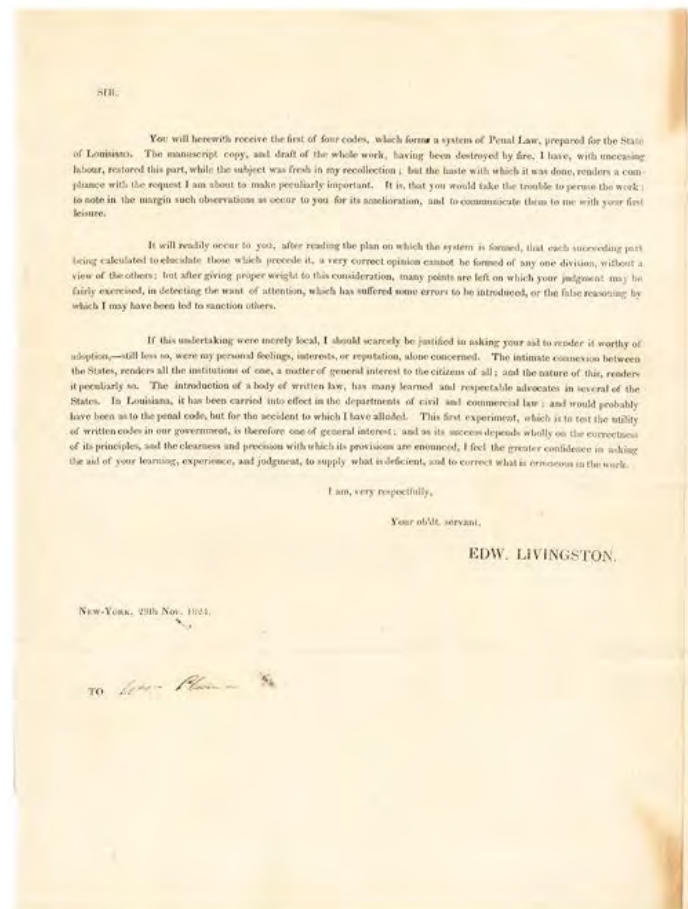 SIR.
You will herewith receive the first of four codes, which forms a system of Penal Law, prepared for the State
of Louisiana. The manuscript copy, and draft of the whole work, having been destroyed by fire, I have, with unceasing
labour, restored this part, while the subject was fresh in my recollection; but the haste with which it was done, renders a com-
pliance with the request I am about to make peculiarly important. It is, that you would take the trouble to peruse the work;
to note in the margin such observations as occur to you for its amelioration, and to communicate them to me with your first
leisure.
It will readily occur to you, after reading the plan on which the system is formed, that each succeeding part
being calculated to elucidate those which precede it, a very correct opinion cannot be formed of any one division, without a
view of the others; but after giving proper weight to this consideration, many points are left on which your judgment may be
fairly exercised, in detecting the want of attention, which has suffered some errors to be introduced, or the false reasoning by
which I may have been led to sanction others.
If this undertaking were merely local, I should scarcely be justified in asking your aid to render it worthy of
adoption,—still less so, were my personal feelings, interests, or reputation, alone concerned. The intimate connexion between
the States, renders all the institutions of one, a matter of general interest to the citizens of all; and the nature of this, renders
it peculiarly so. The introduction of a body of written law, has many learned and respectable advocates in several of the
States. In Louisiana, it has been carried into effect in the departments of civil and commercial law; and would probably
have been as to the penal code, but for the accident to which I have alluded. This first experiment, which is to test the utility
of written codes in our government, is therefore one of general interest; and as its success depends wholly on the correctness
of its principles, and the clearness and precision with which its provisions are enounced, I feel the greater confidence in asking
the aid of your learning, experience, and judgment, to supply what is deficient, and to correct what is erroneous in the work.
I am, very respectfully,
Your ob'dt. servant,
EDW. LIVINGSTON.
NEW-YORK, 29th Nov. 1824.
TO